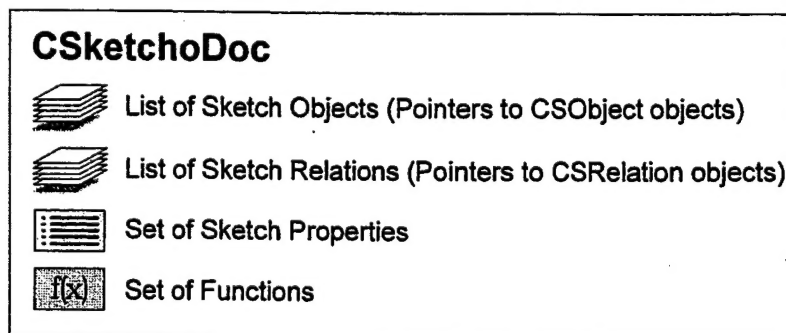 CSketchoDoc
List of Sketch Objects (Pointers to CSObject objects)
List of Sketch Relations (Pointers to CSRelation objects)
Set of Sketch Properties
f(x) Set of Functions